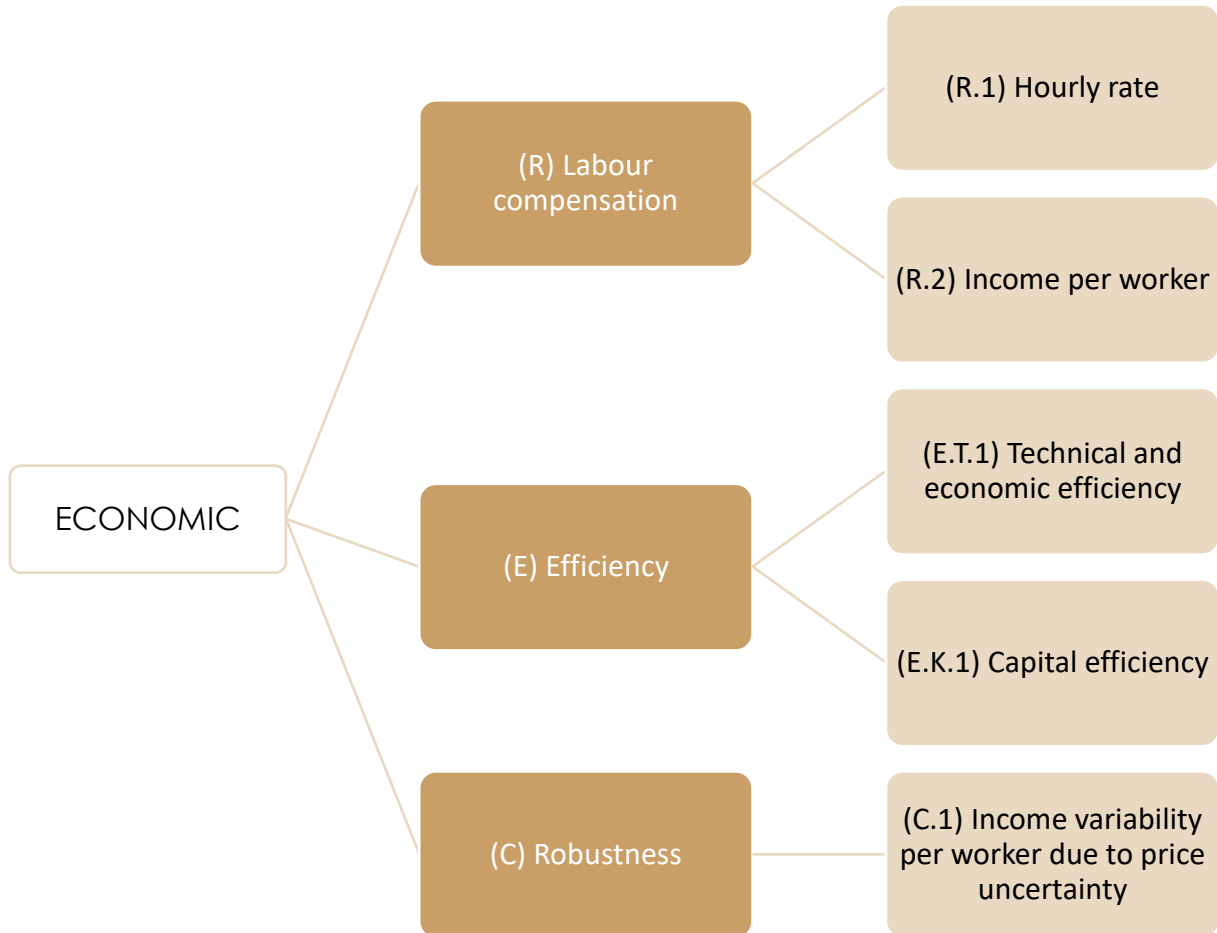 ECONOMIC
(R) Labour
compensation
(R.1) Hourly rate
(R.2) Income per worker
(E) Efficiency
(E.T.1) Technical and
economic efficiency
(E.K.1) Capital efficiency
(C) Robustness
(C.1) Income variability
per worker due to price
uncertainty